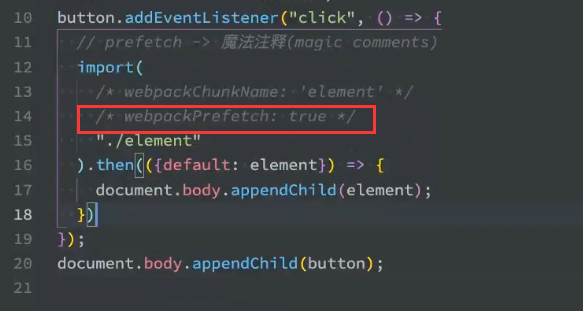 10 button.addEventListener("click", () => {
11 // prefetch -> 魔法注释(magic comments)
12 import(
13 /* webpackChunkName: 'element' */
14 /* webpackPrefetch: true */
15 "./element"
16 ).then(({default: element}) => {
17 document.body.appendChild(element);
18 })
19 });
20 document.body.appendChild(button);
21